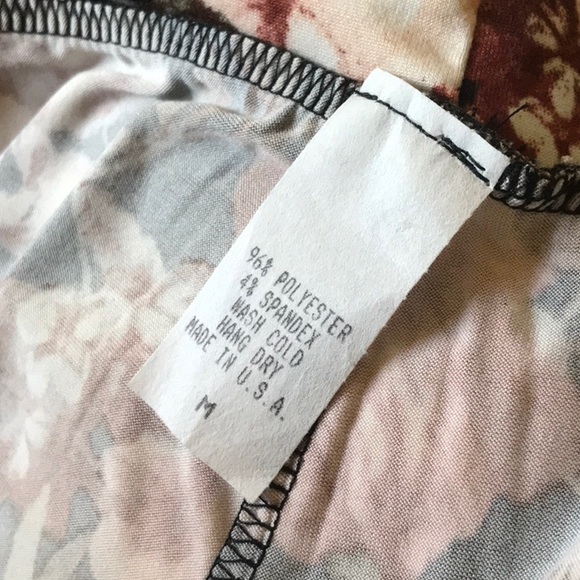 96% POLYESTER
4% SPANDEX
WASH COLD
HANG DRY
MADE IN U.S.A.
M